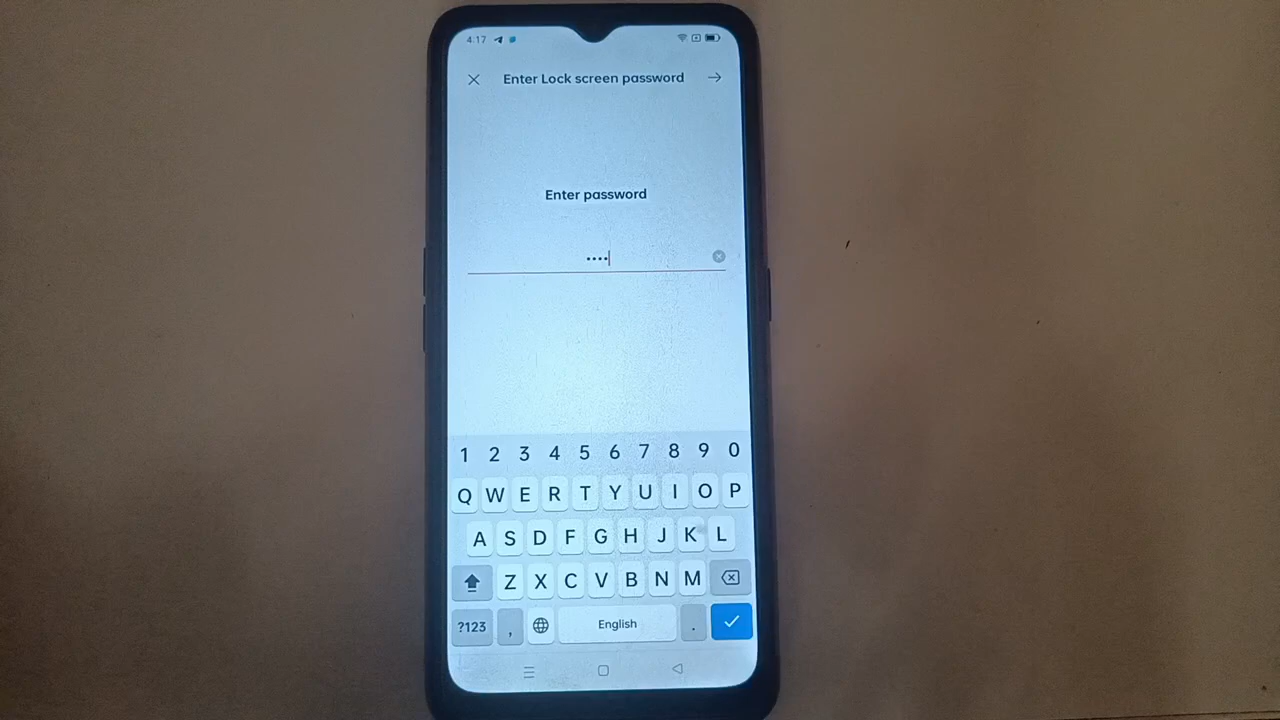 4:17
Enter Lock screen password
Enter password
••••
1 2 3 4 5 6 7 8 9 0
Q W E R T Y U I O P
A S D F G H J K L
Z X C V B N M
?123 , English .